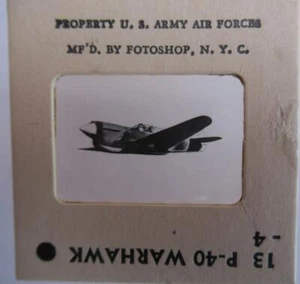 PROPERTY U. S. ARMY AIR FORCES
MF'D. BY FOTOSHOP, N. Y. C.
13 P-40 WARHAWK
-4